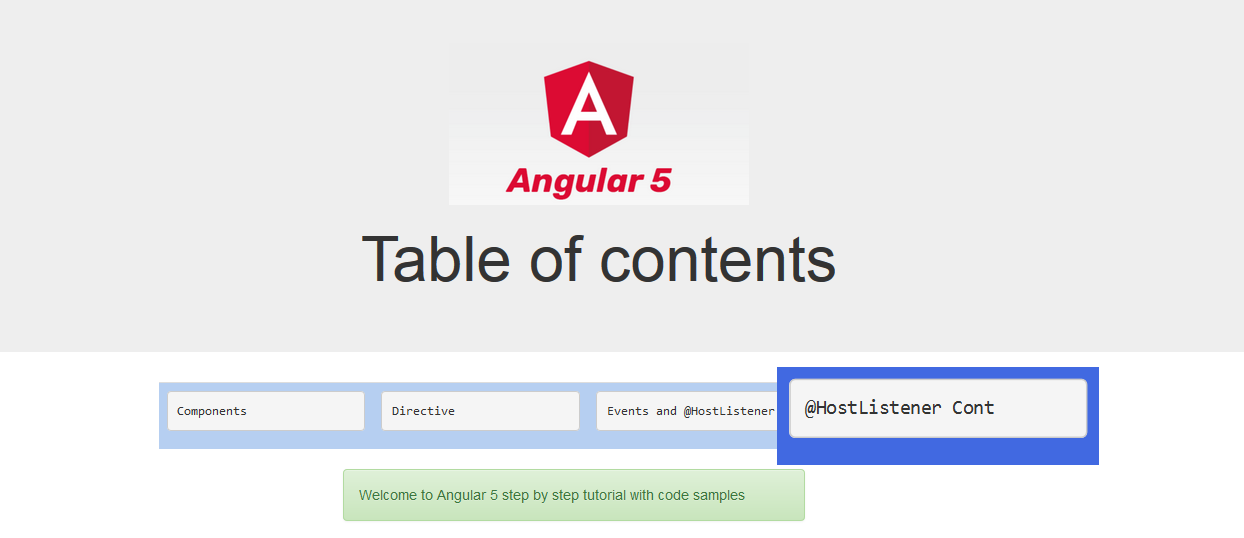 Angular 5
Table of contents
Components
Directive
Events and @HostListener
@HostListener Cont
Welcome to Angular 5 step by step tutorial with code samples